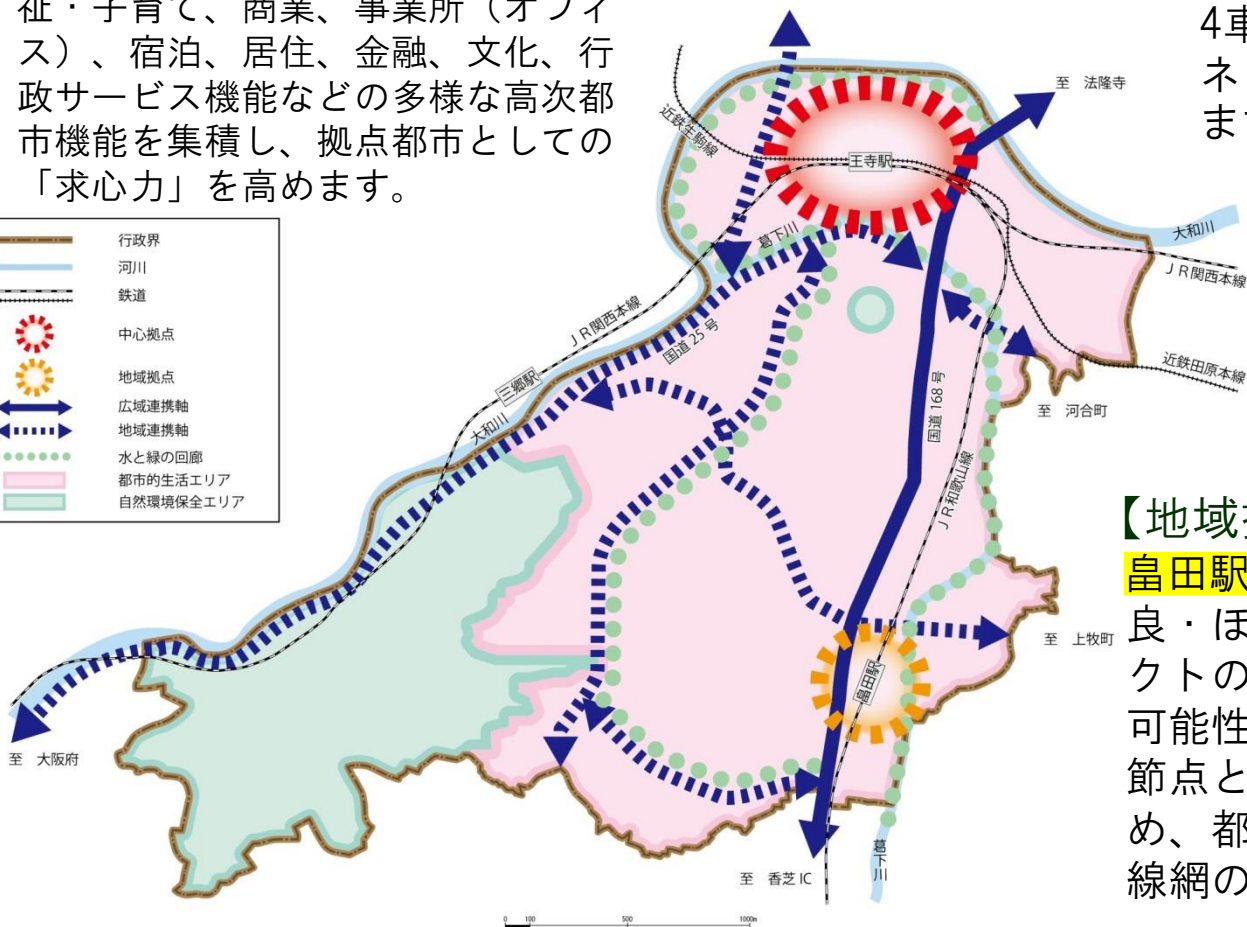 祉・子育て、商業、事業所（オフィ
ス）、宿泊、居住、金融、文化、行
政サービス機能などの多様な高次都
市機能を集積し、拠点都市としての
「求心力」を高めます。
4車
ネ
ます
行政界
河川
鉄道
中心拠点
地域拠点
広域連携軸
地域連携軸
水と緑の回廊
都市的生活エリア
自然環境保全エリア
至 法隆寺
近鉄生駒線
王寺駅
大和川
JR関西本線
葛下川
JR関西本線
国道25号
三郷駅
大和川
近鉄田原本線
至 河合町
国道168号
JR和歌山線
至 上牧町
畠田駅
至 大阪府
至 香芝IC
葛下川
【地域
畠田駅
良・ほ
クトの
可能性
節点と
め、都
線網の
0 100 500 1000m